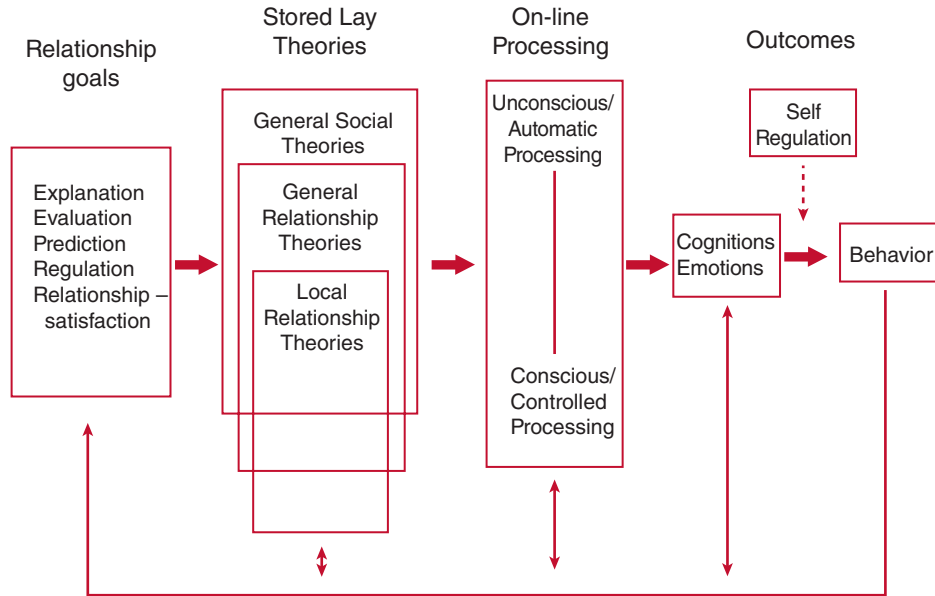 Relationship
goals
Stored Lay
Theories
On-line
Processing
Outcomes
Explanation
Evaluation
Prediction
Regulation
Relationship –
satisfaction
General Social
Theories
General
Relationship
Theories
Local
Relationship
Theories
Unconscious/
Automatic
Processing
Conscious/
Controlled
Processing
Self
Regulation
Cognitions
Emotions
Behavior